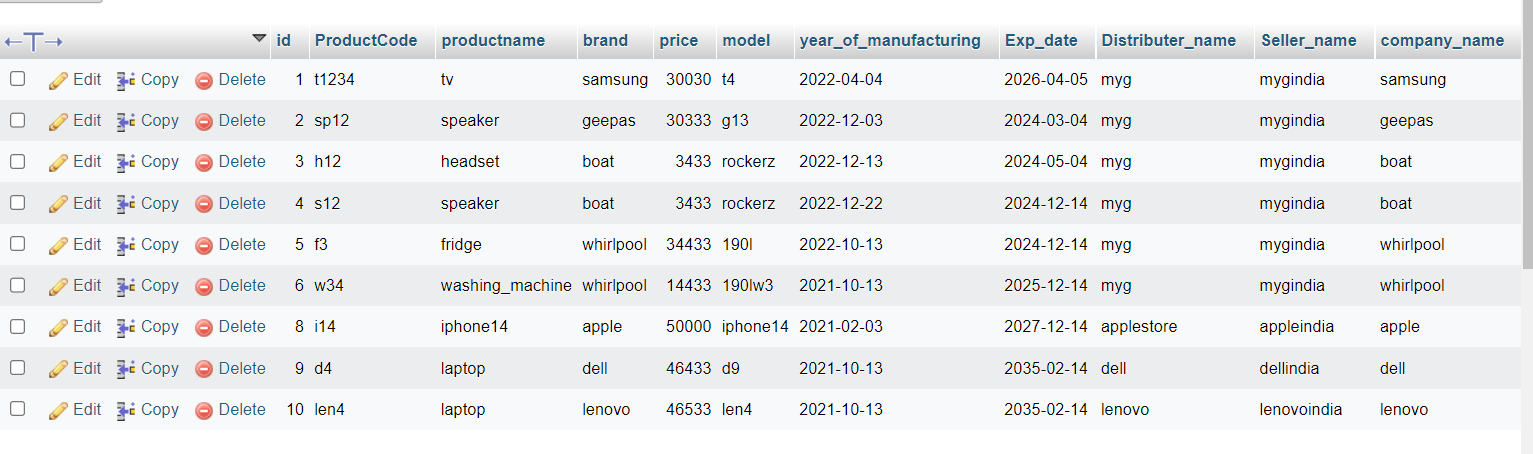 id ProductCode productname brand price model year_of_manufacturing Exp_date Distributer_name Seller_name company_name
Edit Copy Delete 1 t1234 tv samsung 30030 t4 2022-04-04 2026-04-05 myg mygindia samsung
Edit Copy Delete 2 sp12 speaker geepas 30333 g13 2022-12-03 2024-03-04 myg mygindia geepas
Edit Copy Delete 3 h12 headset boat 3433 rockerz 2022-12-13 2024-05-04 myg mygindia boat
Edit Copy Delete 4 s12 speaker boat 3433 rockerz 2022-12-22 2024-12-14 myg mygindia boat
Edit Copy Delete 5 f3 fridge whirlpool 34433 190l 2022-10-13 2024-12-14 myg mygindia whirlpool
Edit Copy Delete 6 w34 washing_machine whirlpool 14433 190lw3 2021-10-13 2025-12-14 myg mygindia whirlpool
Edit Copy Delete 8 i14 iphone14 apple 50000 iphone14 2021-02-03 2027-12-14 applestore appleindia apple
Edit Copy Delete 9 d4 laptop dell 46433 d9 2021-10-13 2035-02-14 dell dellindia dell
Edit Copy Delete 10 len4 laptop lenovo 46533 len4 2021-10-13 2035-02-14 lenovo lenovoindia lenovo